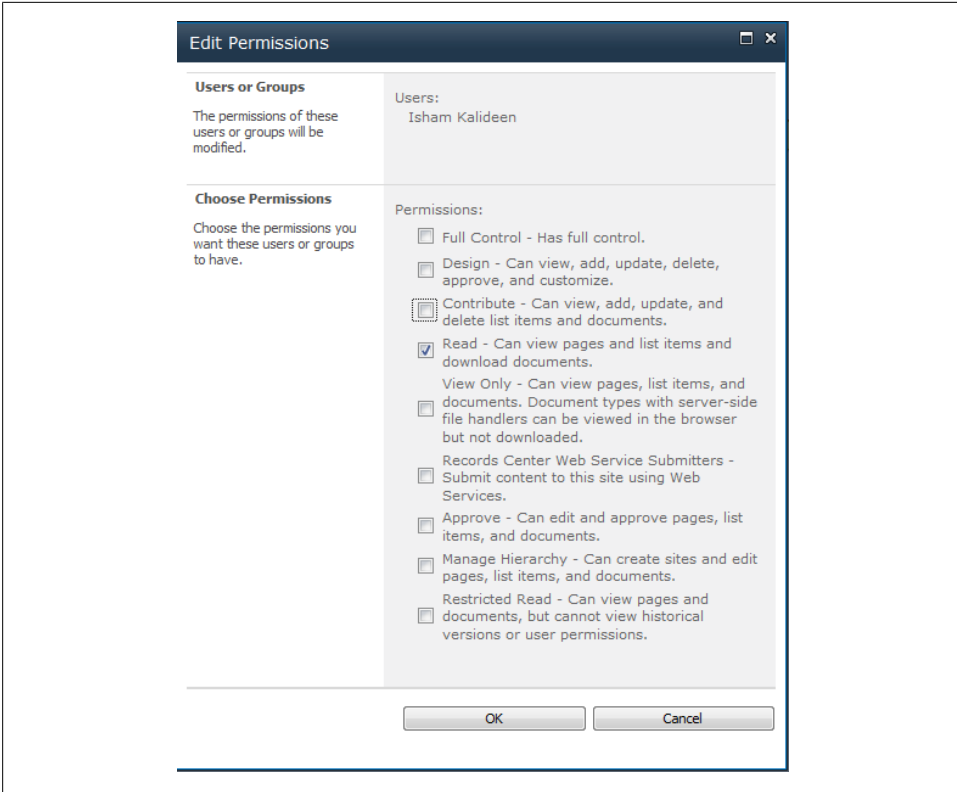 Edit Permissions
Users or Groups
The permissions of these
users or groups will be
modified.
Users:
Isham Kalideen
Choose Permissions
Choose the permissions you
want these users or groups
to have.
Permissions:
Full Control - Has full control.
Design - Can view, add, update, delete,
approve, and customize.
Contribute - Can view, add, update, and
delete list items and documents.
Read - Can view pages and list items and
download documents.
View Only - Can view pages, list items, and
documents. Document types with server-side
file handlers can be viewed in the browser
but not downloaded.
Records Center Web Service Submitters -
Submit content to this site using Web
Services.
Approve - Can edit and approve pages, list
items, and documents.
Manage Hierarchy - Can create sites and edit
pages, list items, and documents.
Restricted Read - Can view pages and
documents, but cannot view historical
versions or user permissions.
OK
Cancel